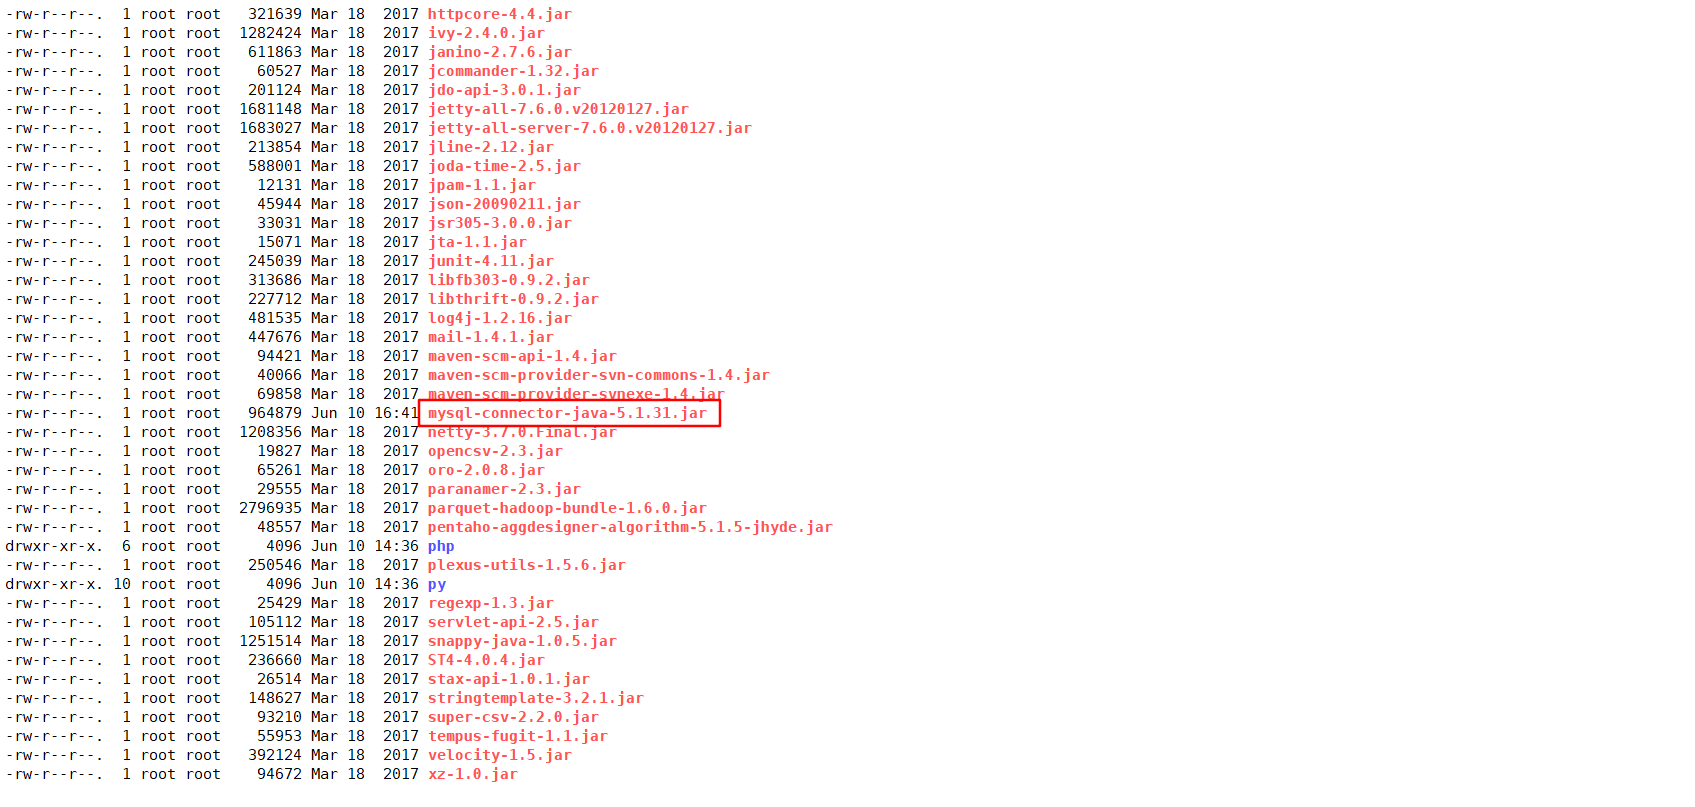 -rw-r--r--.  1 root root   321639 Mar 18  2017 httpcore-4.4.jar
-rw-r--r--.  1 root root  1282424 Mar 18  2017 ivy-2.4.0.jar
-rw-r--r--.  1 root root   611863 Mar 18  2017 janino-2.7.6.jar
-rw-r--r--.  1 root root    60527 Mar 18  2017 jcommander-1.32.jar
-rw-r--r--.  1 root root   201124 Mar 18  2017 jdo-api-3.0.1.jar
-rw-r--r--.  1 root root  1681148 Mar 18  2017 jetty-all-7.6.0.v20120127.jar
-rw-r--r--.  1 root root  1683027 Mar 18  2017 jetty-all-server-7.6.0.v20120127.jar
-rw-r--r--.  1 root root   213854 Mar 18  2017 jline-2.12.jar
-rw-r--r--.  1 root root   588001 Mar 18  2017 joda-time-2.5.jar
-rw-r--r--.  1 root root    12131 Mar 18  2017 jpam-1.1.jar
-rw-r--r--.  1 root root    45944 Mar 18  2017 json-20090211.jar
-rw-r--r--.  1 root root    33031 Mar 18  2017 jsr305-3.0.0.jar
-rw-r--r--.  1 root root    15071 Mar 18  2017 jta-1.1.jar
-rw-r--r--.  1 root root   245039 Mar 18  2017 junit-4.11.jar
-rw-r--r--.  1 root root   313686 Mar 18  2017 libfb303-0.9.2.jar
-rw-r--r--.  1 root root   227712 Mar 18  2017 libthrift-0.9.2.jar
-rw-r--r--.  1 root root   481535 Mar 18  2017 log4j-1.2.16.jar
-rw-r--r--.  1 root root   447676 Mar 18  2017 mail-1.4.1.jar
-rw-r--r--.  1 root root    94421 Mar 18  2017 maven-scm-api-1.4.jar
-rw-r--r--.  1 root root    40066 Mar 18  2017 maven-scm-provider-svn-commons-1.4.jar
-rw-r--r--.  1 root root    69858 Mar 18  2017 maven-scm-provider-svnexe-1.4.jar
-rw-r--r--.  1 root root   964879 Jun 10 16:41 mysql-connector-java-5.1.31.jar
-rw-r--r--.  1 root root  1208356 Mar 18  2017 netty-3.7.0.Final.jar
-rw-r--r--.  1 root root    19827 Mar 18  2017 opencsv-2.3.jar
-rw-r--r--.  1 root root    65261 Mar 18  2017 oro-2.0.8.jar
-rw-r--r--.  1 root root    29555 Mar 18  2017 paranamer-2.3.jar
-rw-r--r--.  1 root root  2796935 Mar 18  2017 parquet-hadoop-bundle-1.6.0.jar
-rw-r--r--.  1 root root    48557 Mar 18  2017 pentaho-aggdesigner-algorithm-5.1.5-jhyde.jar
drwxr-xr-x.  6 root root     4096 Jun 10 14:36 php
-rw-r--r--.  1 root root   250546 Mar 18  2017 plexus-utils-1.5.6.jar
drwxr-xr-x. 10 root root     4096 Jun 10 14:36 py
-rw-r--r--.  1 root root    25429 Mar 18  2017 regexp-1.3.jar
-rw-r--r--.  1 root root   105112 Mar 18  2017 servlet-api-2.5.jar
-rw-r--r--.  1 root root  1251514 Mar 18  2017 snappy-java-1.0.5.jar
-rw-r--r--.  1 root root   236660 Mar 18  2017 ST4-4.0.4.jar
-rw-r--r--.  1 root root    26514 Mar 18  2017 stax-api-1.0.1.jar
-rw-r--r--.  1 root root   148627 Mar 18  2017 stringtemplate-3.2.1.jar
-rw-r--r--.  1 root root    93210 Mar 18  2017 super-csv-2.2.0.jar
-rw-r--r--.  1 root root    55953 Mar 18  2017 tempus-fugit-1.1.jar
-rw-r--r--.  1 root root   392124 Mar 18  2017 velocity-1.5.jar
-rw-r--r--.  1 root root    94672 Mar 18  2017 xz-1.0.jar